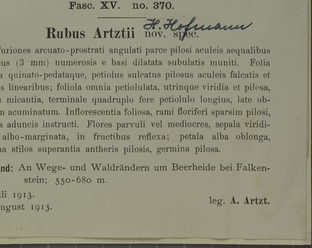 Fasc. XV. no. 370.
H. Hofmann
Rubus Artztii nov. spec.
uriones arcuato-prostrati angulati parce pilosi aculeis aequalibus
us (3 mm) numerosis e basi dilatata subulatis muniti. Folia
a quinato-pedataque, petiolus sulcatus pilosus aculeis falcatis et
s linearibus; foliola omnia petiolulata, utrinque viridia et pilosa,
s micantia, terminale quadruplo fere petiolulo longius, late ob-
n acuminatum. Inflorescentia foliosa, rami floriferi sparsim pilosi,
s aduncis instructi. Flores parvuli vel mediocres, sepala viridi-
albo-marginata, in fructibus reflexa; petala alba oblonga,
na stilos superantia antheris pilosis, germina pilosa.
nd: An Wege- und Waldrändern um Beerheide bei Falken-
stein; 550-680 m.
li 1913.
ugust 1913.
leg. A. Artzt.